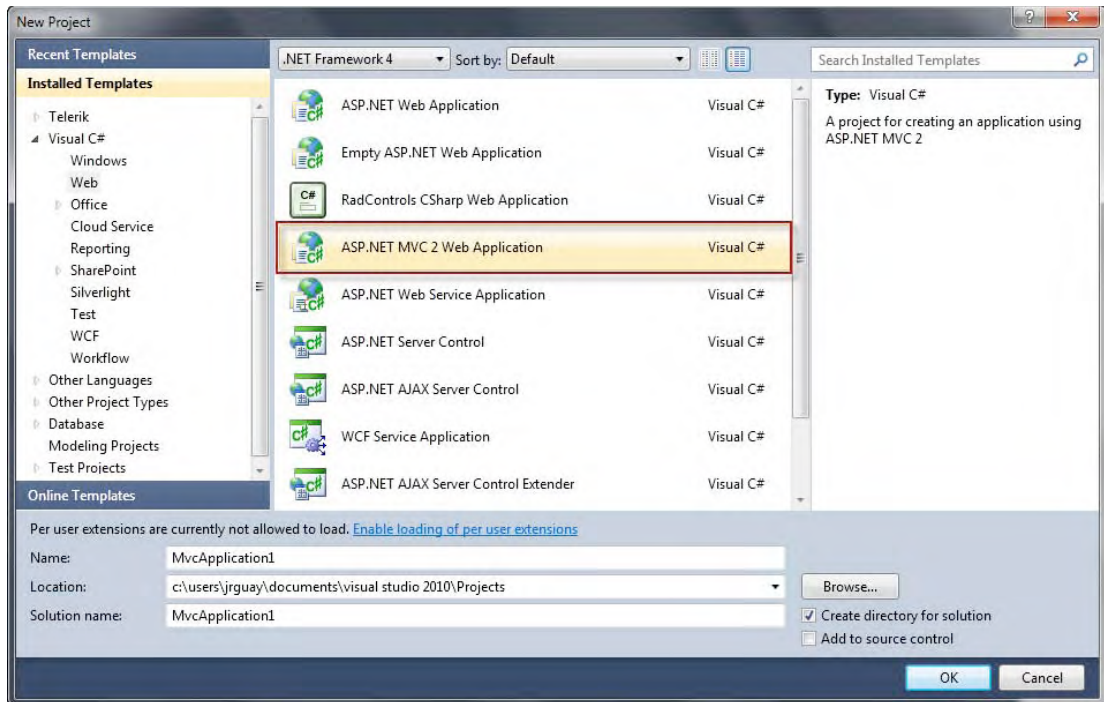 New Project
Recent Templates
Installed Templates
Telerik
Visual C#
Windows
Web
Office
Cloud Service
Reporting
SharePoint
Silverlight
Test
WCF
Workflow
Other Languages
Other Project Types
Database
Modeling Projects
Test Projects
Online Templates
.NET Framework 4 Sort by: Default
ASP.NET Web Application Visual C#
Empty ASP.NET Web Application Visual C#
C# RadControls CSharp Web Application Visual C#
ASP.NET MVC 2 Web Application Visual C#
ASP.NET Web Service Application Visual C#
ASP.NET Server Control Visual C#
ASP.NET AJAX Server Control Visual C#
WCF Service Application Visual C#
ASP.NET AJAX Server Control Extender Visual C#
Search Installed Templates
Type: Visual C#
A project for creating an application using
ASP.NET MVC 2
Per user extensions are currently not allowed to load. Enable loading of per user extensions
Name: MvcApplication1
Location: c:\users\jrguay\documents\visual studio 2010\Projects Browse...
Solution name: MvcApplication1
Create directory for solution
Add to source control
OK Cancel